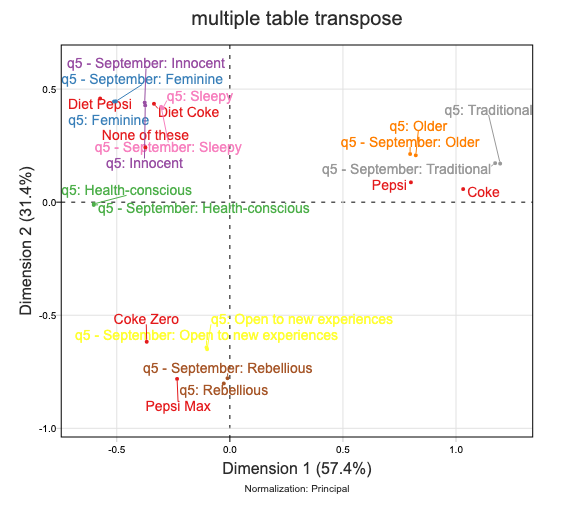 multiple table transpose
q5 - September: Innocent
q5 - September: Feminine
q5: Sleepy
Diet Pepsi
Diet Coke
q5: Feminine
None of these
q5 - September: Sleepy
q5: Innocent
q5: Traditional
q5: Older
q5 - September: Older
q5 - September: Traditional
Pepsi
Coke
q5: Health-conscious
q5 - September: Health-conscious
Coke Zero
q5: Open to new experiences
q5 - September: Open to new experiences
q5 - September: Rebellious
q5: Rebellious
Pepsi Max
0.5
0.0
-0.5
-1.0
Dimension 2 (31.4%)
-0.5 0.0 0.5 1.0
Dimension 1 (57.4%)
Normalization: Principal